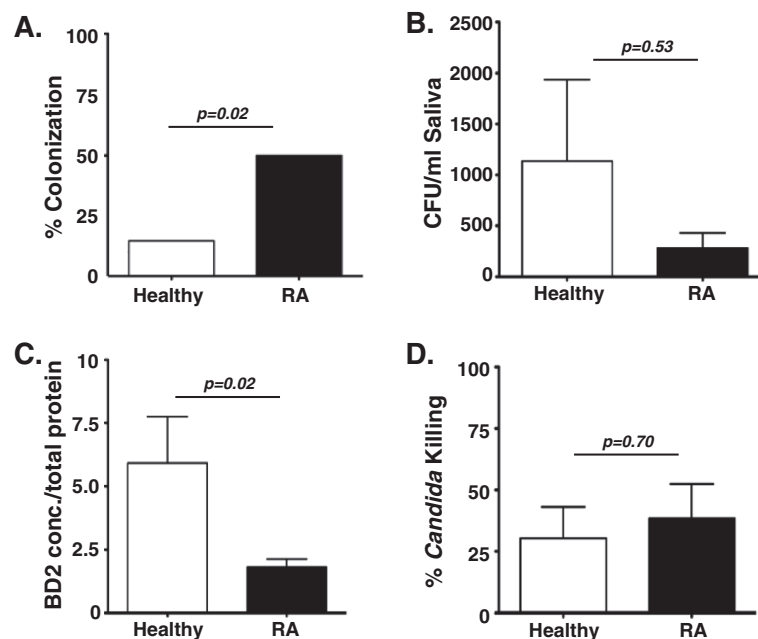 A.
% Colonization
100
75
50
25
0
p=0.02
Healthy
RA
B.
CFU/ml Saliva
2500
2000
1500
1000
500
0
p=0.53
Healthy
RA
C.
BD2 conc./total protein
10
7.5
5.0
2.5
0
p=0.02
Healthy
RA
D.
% Candida Killing
100
75
50
25
0
p=0.70
Healthy
RA